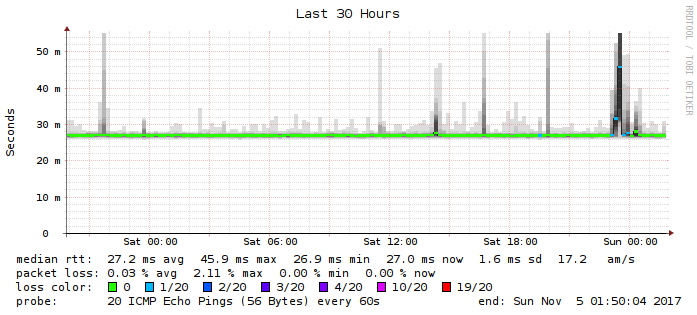 Last 30 Hours
RRDTOOL / TOBI OETIKER
Seconds
50 m
40 m
30 m
20 m
10 m
0
Sat 00:00 Sat 06:00 Sat 12:00 Sat 18:00 Sun 00:00
median rtt: 27.2 ms avg 45.9 ms max 26.9 ms min 27.0 ms now 1.6 ms sd 17.2 am/s
packet loss: 0.03 % avg 2.11 % max 0.00 % min 0.00 % now
loss color: 0 1/20 2/20 3/20 4/20 10/20 19/20
probe: 20 ICMP Echo Pings (56 Bytes) every 60s end: Sun Nov 5 01:50:04 2017